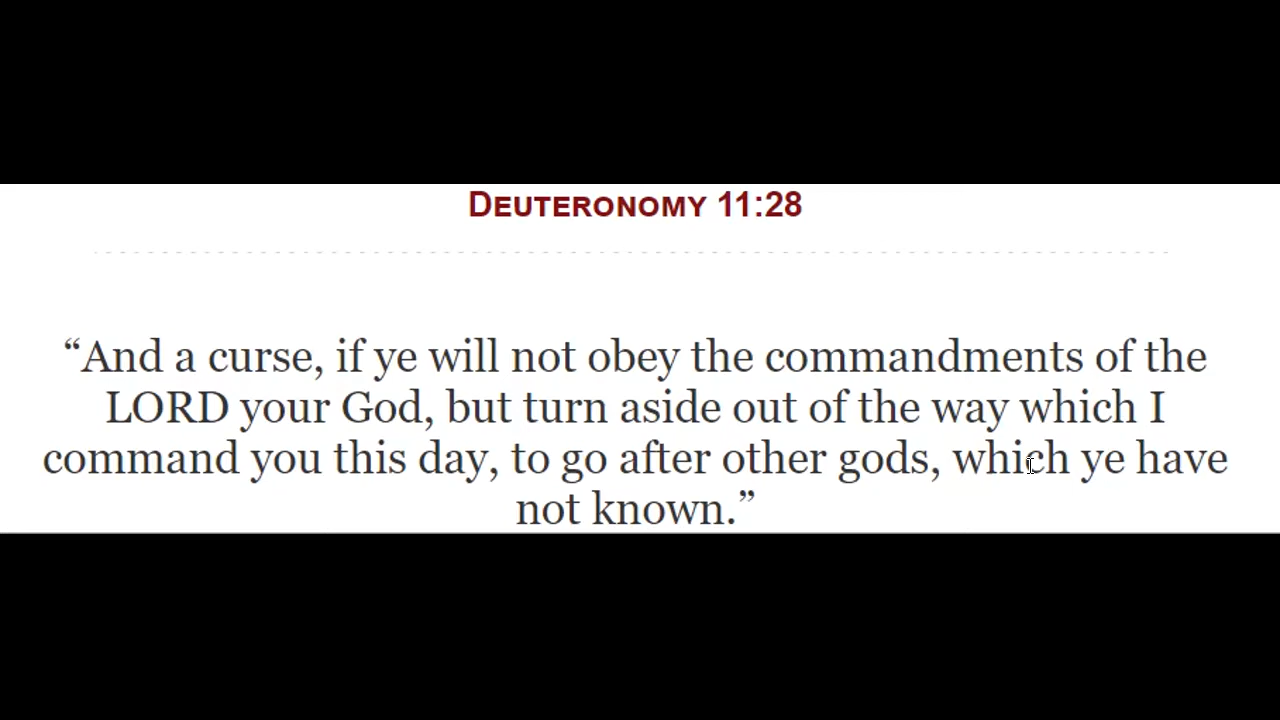 DEUTERONOMY 11:28
“And a curse, if ye will not obey the commandments of the
LORD your God, but turn aside out of the way which I
command you this day, to go after other gods, which ye have
not known.”